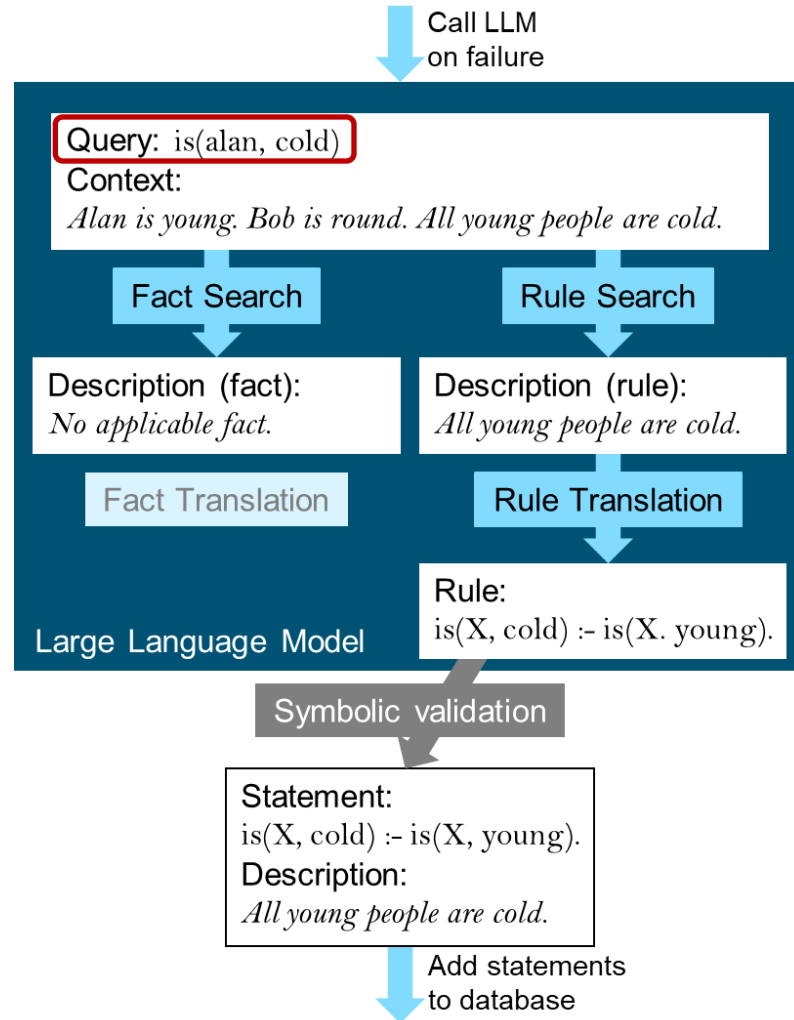 Call LLM
on failure
Query: is(alan, cold)
Context:
Alan is young. Bob is round. All young people are cold.
Fact Search
Rule Search
Description (fact):
No applicable fact.
Description (rule):
All young people are cold.
Fact Translation
Rule Translation
Rule:
is(X, cold) :- is(X. young).
Large Language Model
Symbolic validation
Statement:
is(X, cold) :- is(X, young).
Description:
All young people are cold.
Add statements
to database